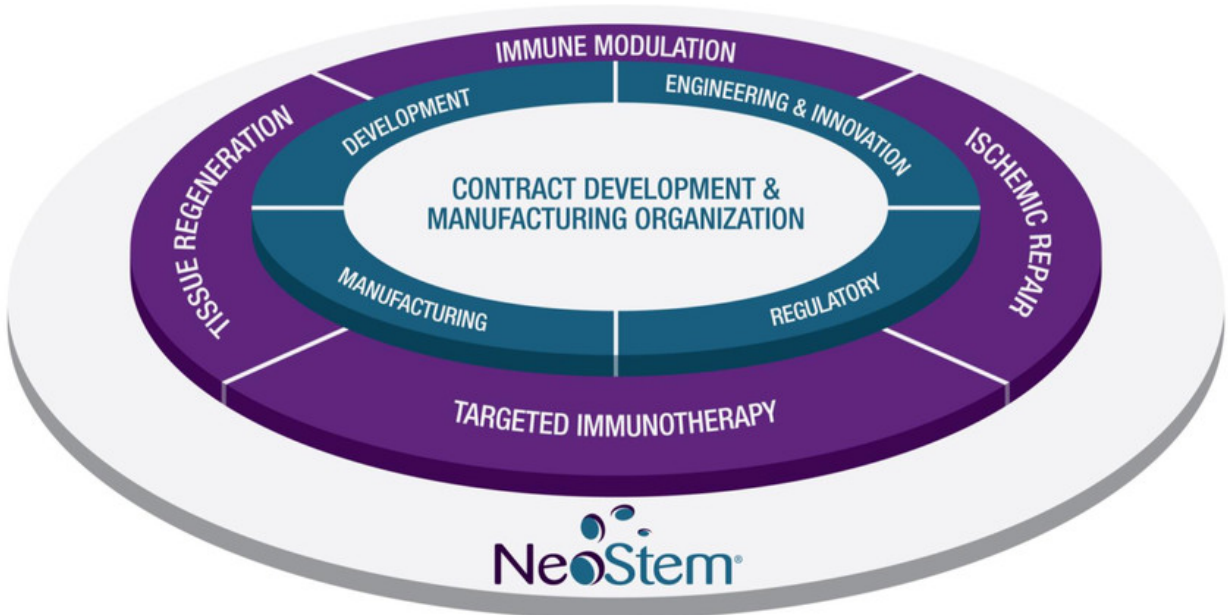 IMMUNE MODULATION
DEVELOPMENT
ENGINEERING & INNOVATION
TISSUE REGENERATION
ISCHEMIC REPAIR
CONTRACT DEVELOPMENT &
MANUFACTURING ORGANIZATION
MANUFACTURING
REGULATORY
TARGETED IMMUNOTHERAPY
NeoStem®